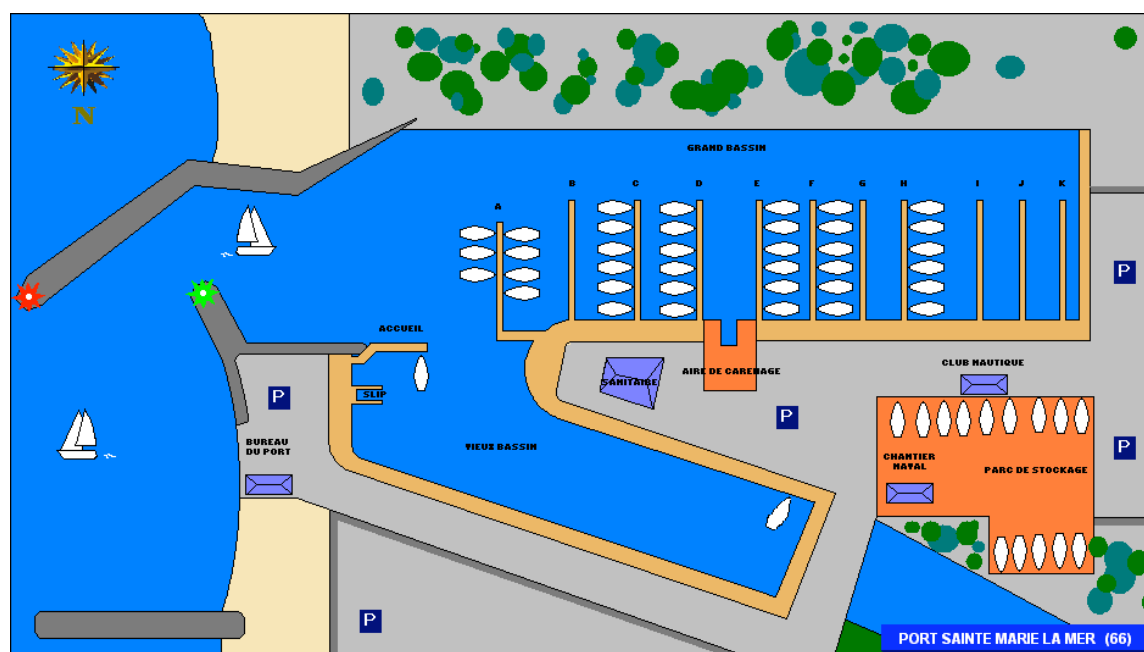 N
GRAND BASSIN
A
B
C
D
E
F
G
H
I
J
K
P
ACCUEIL
SLIP
SANITAIRE
AIRE DE CARENAGE
CLUB NAUTIQUE
P
P
BUREAU
DU PORT
VIEUX BASSIN
CHANTIER
NAVAL
PARC DE STOCKAGE
P
P
PORT SAINTE MARIE LA MER (66)